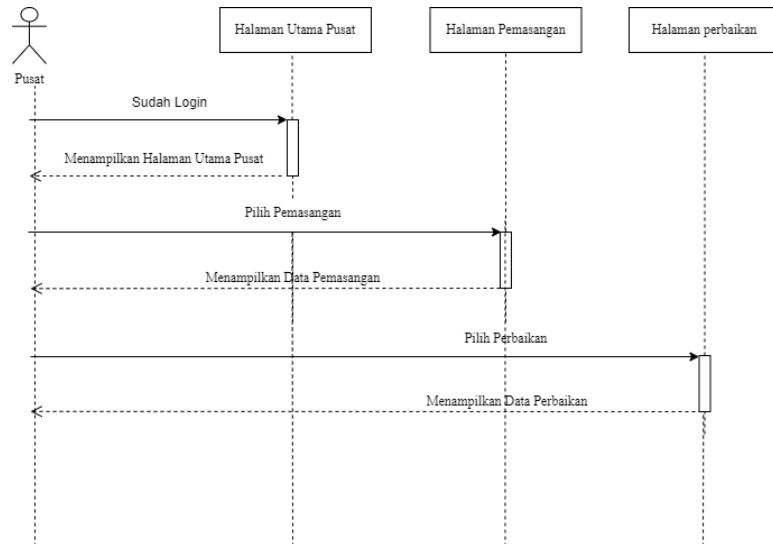 Halaman Utama Pusat
Halaman Pemasangan
Halaman perbaikan
Pusat
Sudah Login
Menampilkan Halaman Utama Pusat
Pilih Pemasangan
Menampilkan Data Pemasangan
Pilih Perbaikan
Menampilkan Data Perbaikan